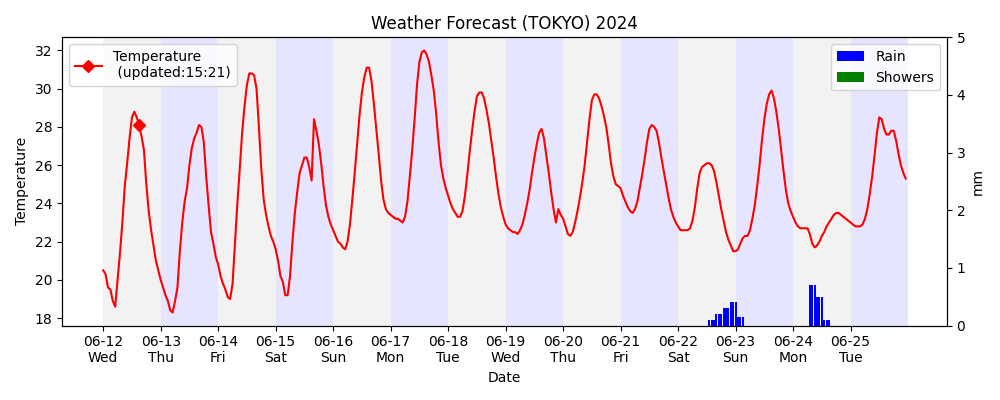 Weather Forecast (TOKYO) 2024
Temperature
(updated:15:21)
Rain
Showers
Temperature
32
30
28
26
24
22
20
18
5
4
3
2
1
0
mm
06-12 06-13 06-14 06-15 06-16 06-17 06-18 06-19 06-20 06-21 06-22 06-23 06-24 06-25
Wed Thu Fri Sat Sun Mon Tue Wed Thu Fri Sat Sun Mon Tue
Date